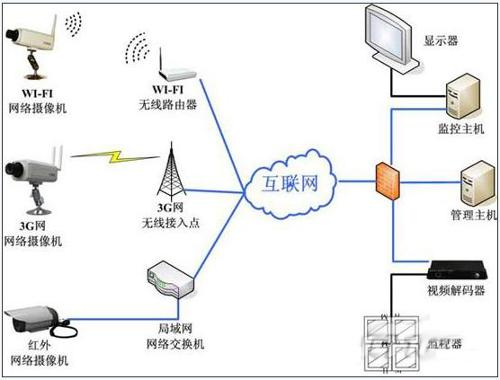 WI-FI
网络摄像机
WI-FI
无线路由器
显示器
监控主机
3G网
网络摄像机
3G网
无线接入点
互联网
管理主机
红外
网络摄像机
局域网
网络交换机
视频解码器
监视器